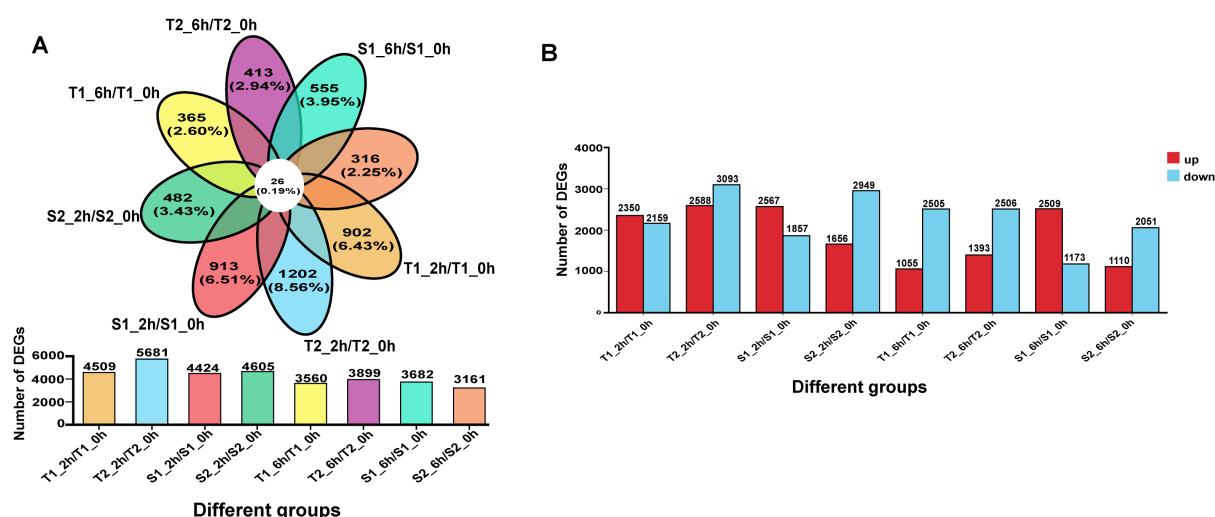 A
T2_6h/T2_0h
S1_6h/S1_0h
T1_6h/T1_0h
413
(2.94%)
555
(3.95%)
365
(2.60%)
316
(2.25%)
26
(0.19%)
482
(3.43%)
S2_2h/S2_0h
902
(6.43%)
T1_2h/T1_0h
913
(6.51%)
1202
(8.56%)
S1_2h/S1_0h
T2_2h/T2_0h
Number of DEGs
6000
4000
2000
0
4509
5681
4424
4605
3560
3899
3682
3161
T1_2h/T1_0h
T2_2h/T2_0h
S1_2h/S1_0h
S2_2h/S2_0h
T1_6h/T1_0h
T2_6h/T2_0h
S1_6h/S1_0h
S2_6h/S2_0h
Different groups
B
up
down
Number of DEGs
4000
3000
2000
1000
0
2350
2159
2588
3093
2567
1857
1656
2949
1055
2505
1393
2506
2509
1173
1110
2051
T1_2h/T1_0h
T2_2h/T2_0h
S1_2h/S1_0h
S2_2h/S2_0h
T1_6h/T1_0h
T2_6h/T2_0h
S1_6h/S1_0h
S2_6h/S2_0h
Different groups